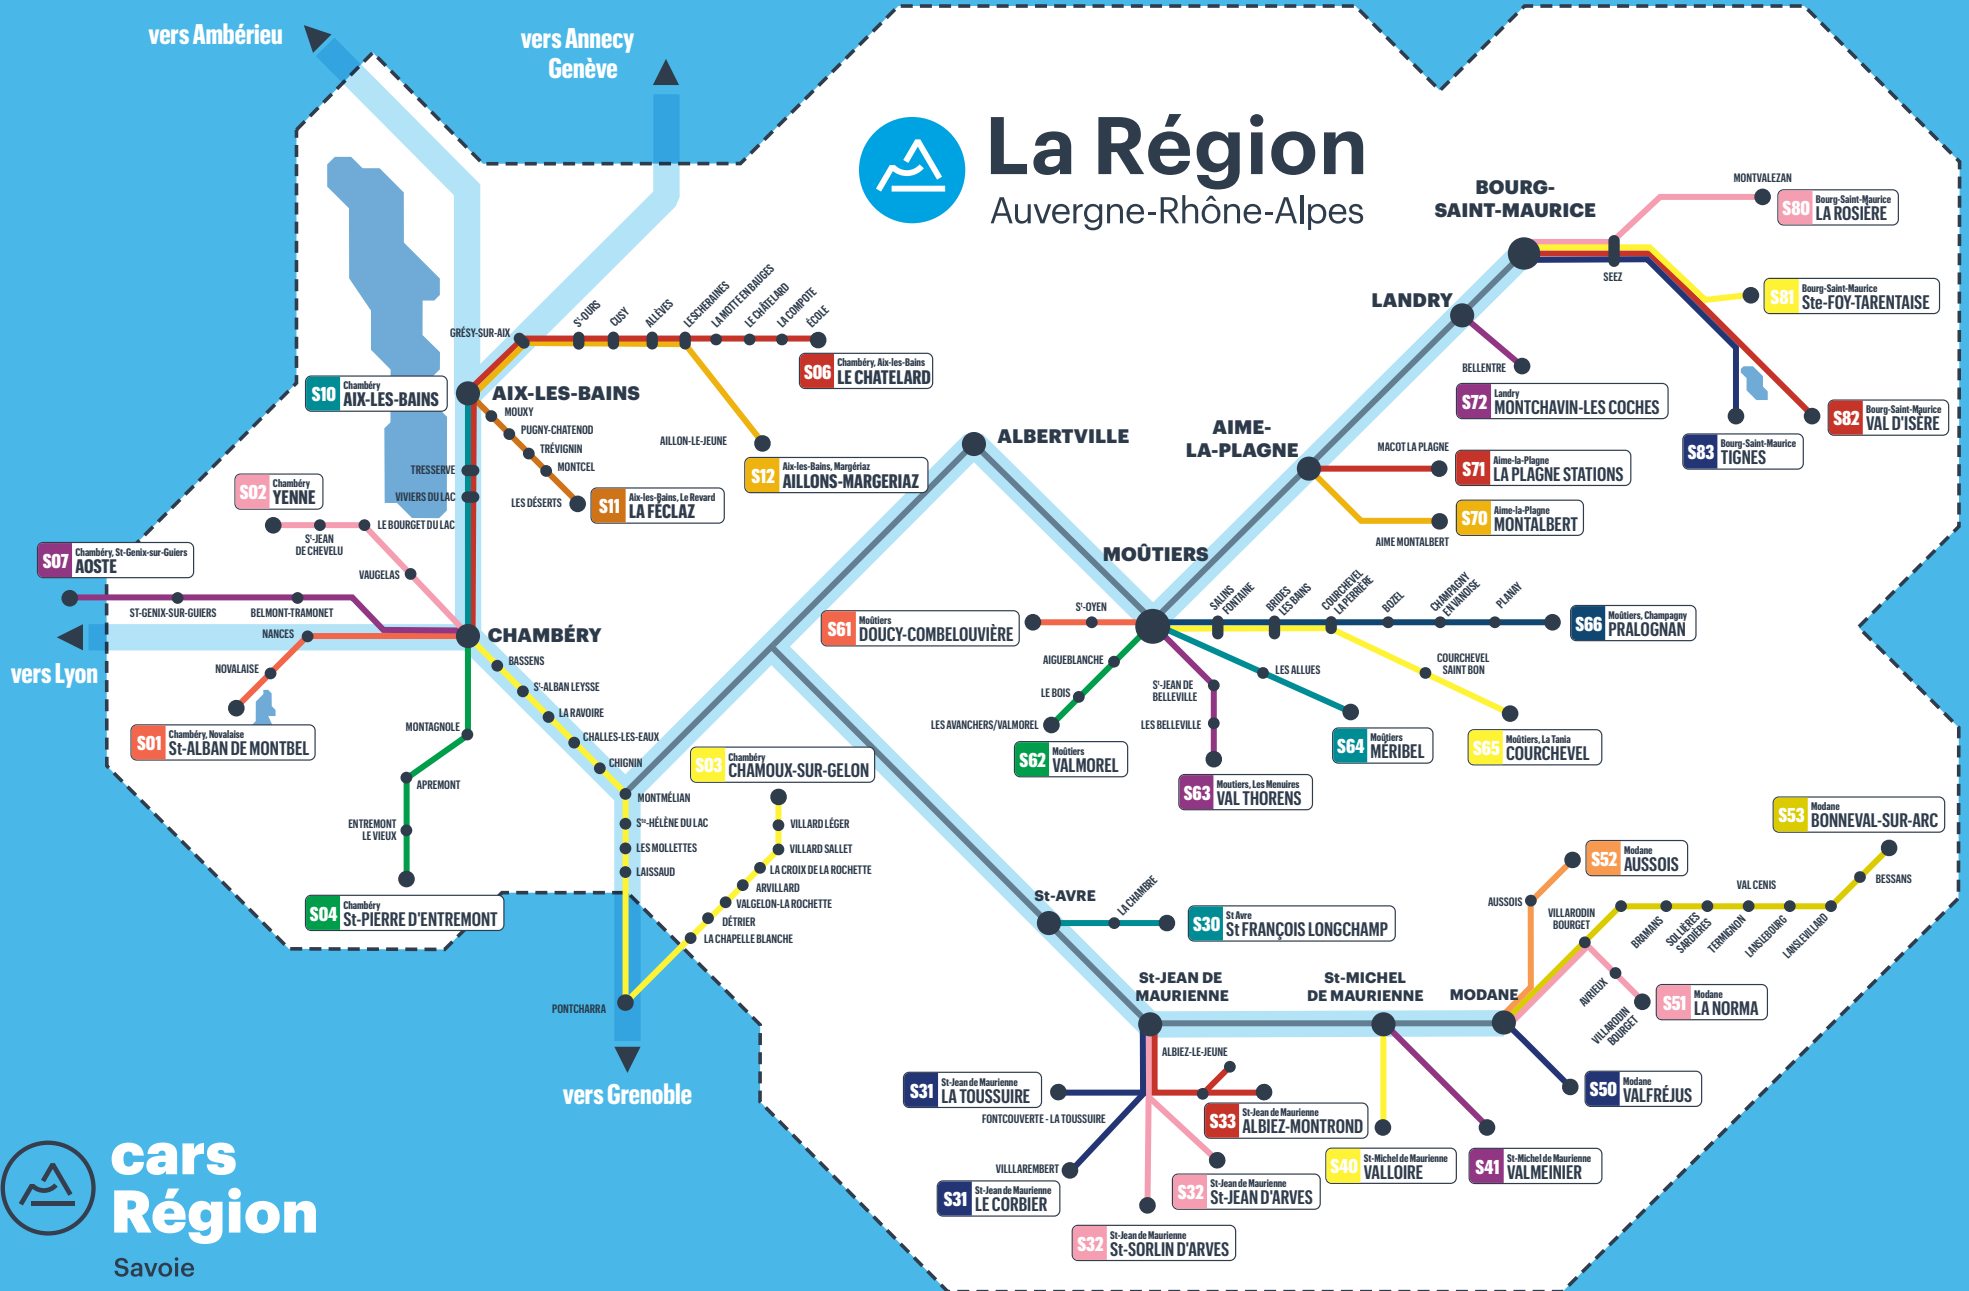 vers Ambérieu
vers Annecy
Genève
La Région
Auvergne-Rhône-Alpes
BOURG-
SAINT-MAURICE
MONTVALEZAN
S80
Bourg-Saint-Maurice
LA ROSIÈRE
SEEZ
S81
Bourg-Saint-Maurice
Ste-FOY-TARENTAISE
LANDRY
BELLENTRE
S72
Landry
MONTCHAVIN-LES COCHES
S82
Bourg-Saint-Maurice
VAL D'ISÈRE
S83
Bourg-Saint-Maurice
TIGNES
AIME-
LA-PLAGNE
MACOT LA PLAGNE
S71
Aime-la-Plagne
LA PLAGNE STATIONS
S70
Aime-la-Plagne
MONTALBERT
AIME MONTALBERT
GRÉSY-SUR-AIX
St-OURS
CUSY
ALLÈVES
LESCHERAINES
LA MOTTE EN BAUGES
LE CHÂTELARD
LA COMPOTE
ÉCOLE
S06
Chambéry, Aix-les-Bains
LE CHATELARD
S10
Chambéry
AIX-LES-BAINS
AIX-LES-BAINS
MOUXY
PUGNY-CHATENOD
TRÉVIGNIN
MONTCEL
LES DÉSERTS
S11
Aix-les-Bains, Le Revard
LA FÉCLAZ
AILLON-LE-JEUNE
S12
Aix-les-Bains, Margériaz
AILLONS-MARGERIAZ
ALBERTVILLE
TRESSERVE
VIVIERS DU LAC
S02
Chambéry
YENNE
LE BOURGET DU LAC
St-JEAN
DE CHEVELU
VAUGELAS
S07
Chambéry, St-Genix-sur-Guiers
AOSTE
ST-GENIX-SUR-GUIERS
BELMONT-TRAMONET
vers Lyon
NANCES
NOVALAISE
S01
Chambéry, Novalaise
St-ALBAN DE MONTBEL
CHAMBÉRY
BASSENS
St-ALBAN LEYSSE
LA RAVOIRE
CHALLES-LES-EAUX
CHIGNIN
MONTMÉLIAN
Ste-HÉLÈNE DU LAC
LES MOLLETTES
LAISSAUD
PONTCHARRA
vers Grenoble
MONTAGNOLE
APREMONT
ENTREMONT
LE VIEUX
S04
Chambéry
St-PIERRE D'ENTREMONT
S03
Chambéry
CHAMOUX-SUR-GELON
VILLARD LÉGER
VILLARD SALLET
LA CROIX DE LA ROCHETTE
ARVILLARD
VALGELON-LA ROCHETTE
DÉTRIER
LA CHAPELLE BLANCHE
MOÛTIERS
S61
Moûtiers
DOUCY-COMBELOUVIÈRE
St-OYEN
AIGUEBLANCHE
LE BOIS
LES AVANCHERS/VALMOREL
S62
Moûtiers
VALMOREL
St-JEAN DE
BELLEVILLE
LES BELLEVILLE
S63
Moutiers, Les Menuires
VAL THORENS
SALINS
FONTAINE
BRIDES
LES BAINS
COURCHEVEL
LA PERRIÈRE
BOZEL
CHAMPAGNY
EN VANOISE
PLANAY
S66
Moûtiers, Champagny
PRALOGNAN
LES ALLUES
S64
Moûtiers
MÉRIBEL
COURCHEVEL
SAINT BON
S65
Moûtiers, La Tania
COURCHEVEL
St-AVRE
LA CHAMBRE
S30
St Avre
St FRANÇOIS LONGCHAMP
St-JEAN DE
MAURIENNE
St-MICHEL
DE MAURIENNE
MODANE
S52
Modane
AUSSOIS
AUSSOIS
S53
Modane
BONNEVAL-SUR-ARC
VILLARODIN
BOURGET
BRAMANS
SOLLIÈRES
SARDIÈRES
TERMIGNON
VAL CENIS
LANSLEBOURG
LANSLEVILLARD
BESSANS
AVRIEUX
VILLARODIN
BOURGET
S51
Modane
LA NORMA
S50
Modane
VALFRÉJUS
S31
St-Jean de Maurienne
LA TOUSSUIRE
FONTCOUVERTE - LA TOUSSUIRE
VILLLAREMBERT
S31
St-Jean de Maurienne
LE CORBIER
ALBIEZ-LE-JEUNE
S33
St-Jean de Maurienne
ALBIEZ-MONTROND
S32
St-Jean de Maurienne
St-JEAN D'ARVES
S32
St-Jean de Maurienne
St-SORLIN D'ARVES
S40
St-Michel de Maurienne
VALLOIRE
S41
St-Michel de Maurienne
VALMEINIER
cars
Région
Savoie